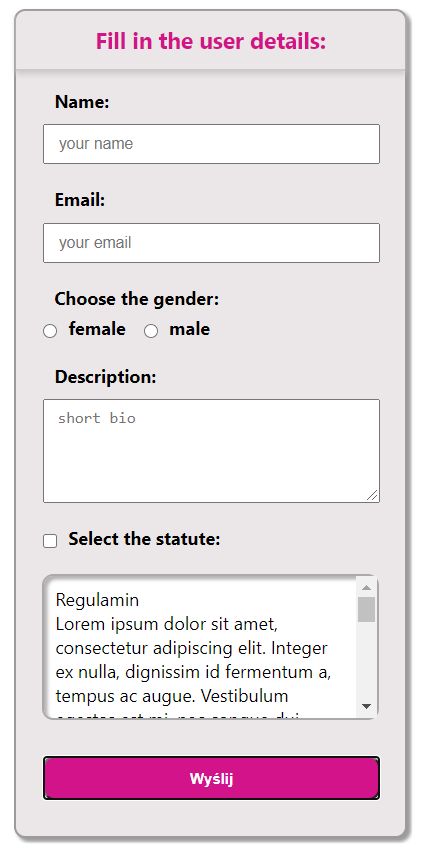 Fill in the user details:
Name:
your name
Email:
your email
Choose the gender:
female male
Description:
short bio
Select the statute:
Regulamin
Lorem ipsum dolor sit amet,
consectetur adipiscing elit. Integer
ex nulla, dignissim id fermentum a,
tempus ac augue. Vestibulum
Wyślij